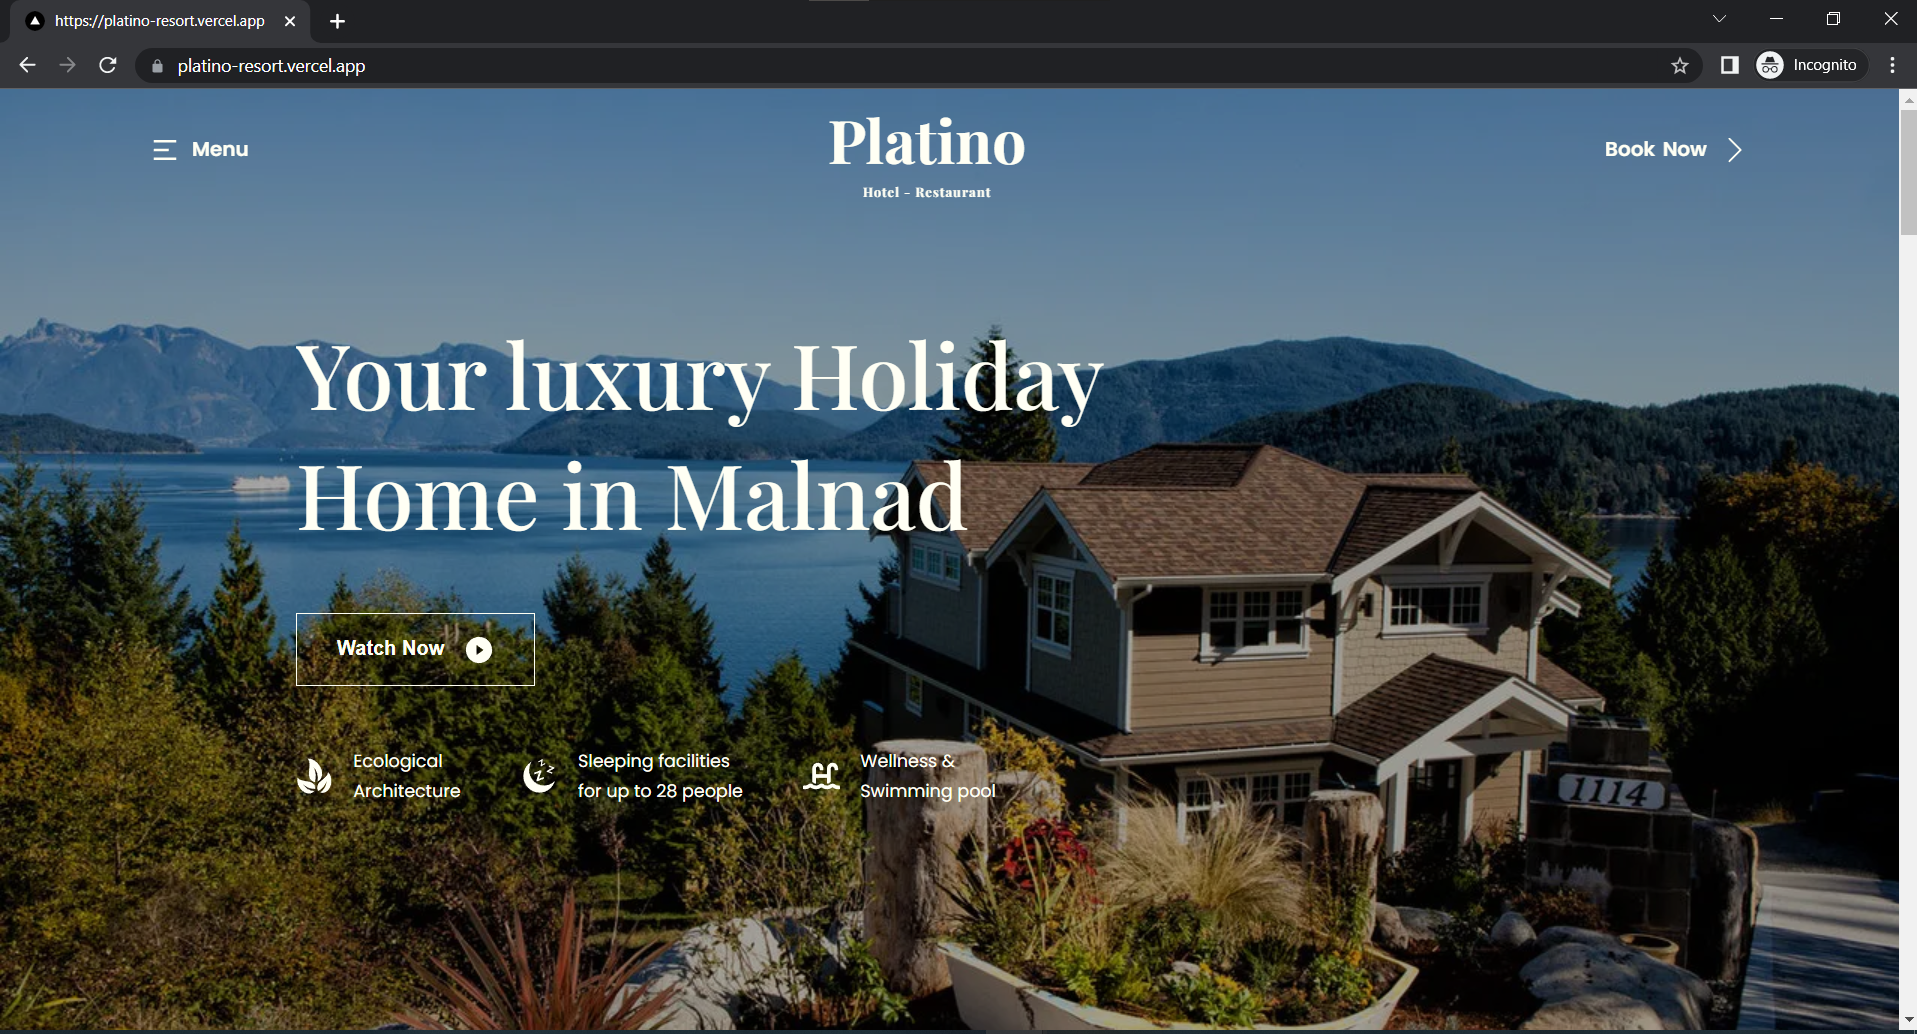 https://platino-resort.vercel.app
platino-resort.vercel.app
Incognito
Menu
Platino
Hotel - Restaurant
Book Now
Your luxury Holiday
Home in Malnad
Watch Now
Ecological
Architecture
Sleeping facilities
for up to 28 people
Wellness &
Swimming pool
1114